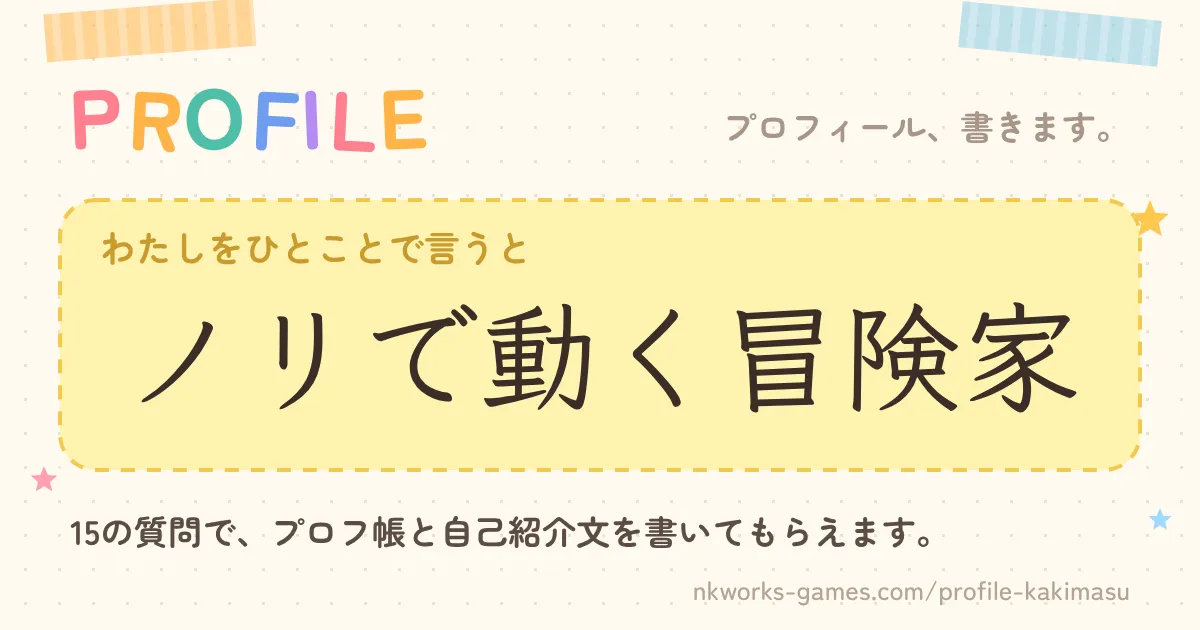 PROFILE
プロフィール、書きます。
わたしをひとことで言うと
ノリで動く冒険家
15の質問で、プロフ帳と自己紹介文を書いてもらえます。
nkworks-games.com/profile-kakimasu